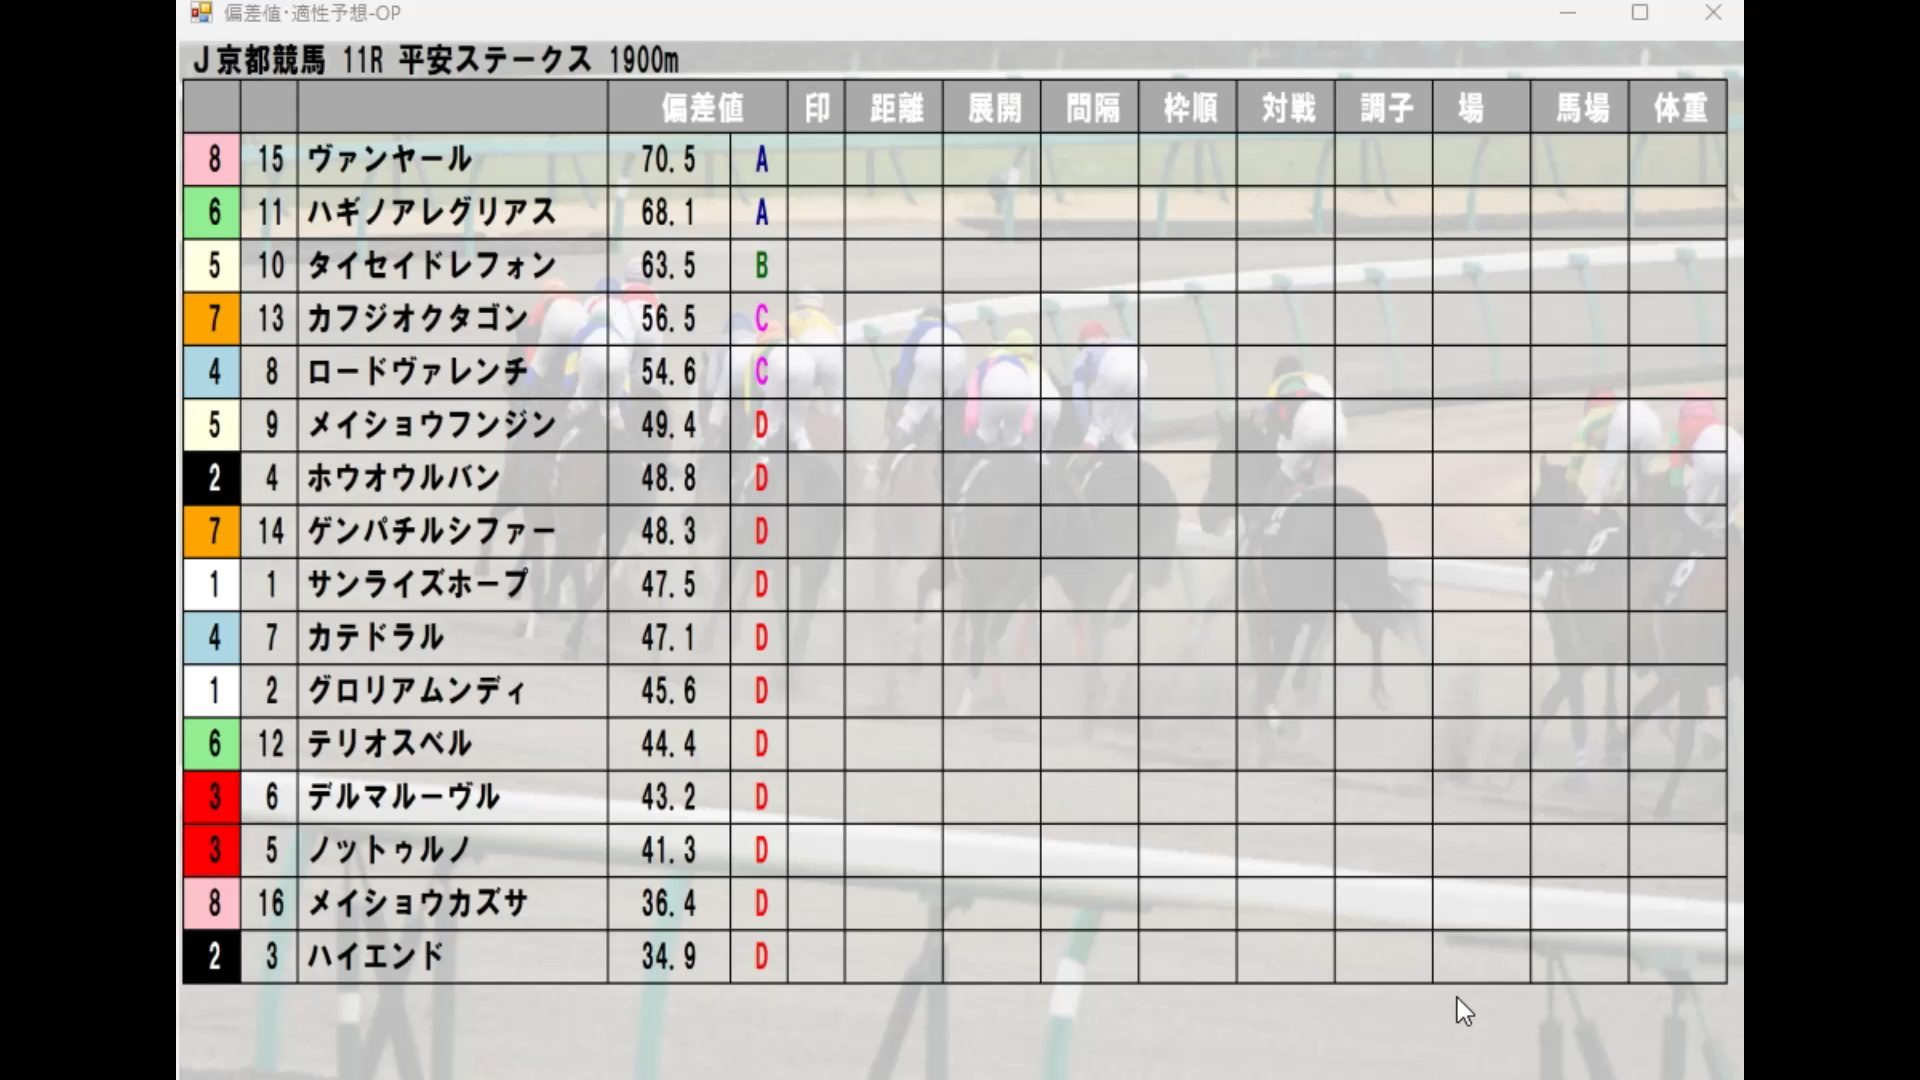 偏差値・適性予想-OP
J京都競馬 11R 平安ステークス 1900m
偏差値 印 距離 展開 間隔 枠順 対戦 調子 場 馬場 体重
8 15 ヴァンヤール 70.5 A
6 11 ハギノアレグリアス 68.1 A
5 10 タイセイドレフォン 63.5 B
7 13 カフジオクタゴン 56.5 C
4 8 ロードヴァレンチ 54.6 C
5 9 メイショウフンジン 49.4 D
2 4 ホウオウルバン 48.8 D
7 14 ゲンパチルシファー 48.3 D
1 1 サンライズホープ 47.5 D
4 7 カテドラル 47.1 D
1 2 グロリアムンディ 45.6 D
6 12 テリオスベル 44.4 D
3 6 デルマルーヴル 43.2 D
3 5 ノットゥルノ 41.3 D
8 16 メイショウカズサ 36.4 D
2 3 ハイエンド 34.9 D